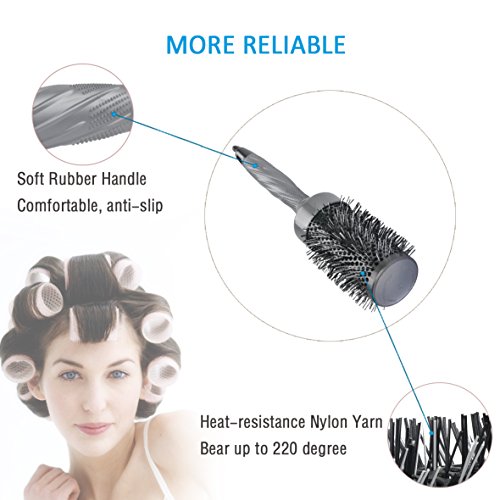 MORE RELIABLE
Soft Rubber Handle
Comfortable, anti-slip
Heat-resistance Nylon Yarn
Bear up to 220 degree